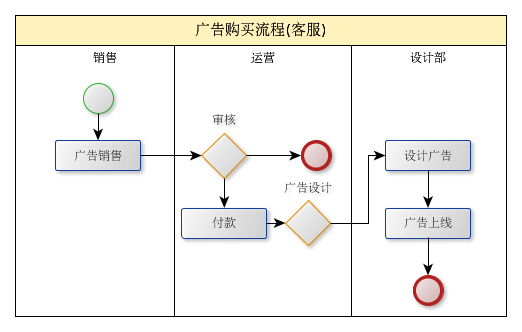 广告购买流程(客服)
销售
运营
设计部
审核
广告销售
设计广告
广告设计
付款
广告上线